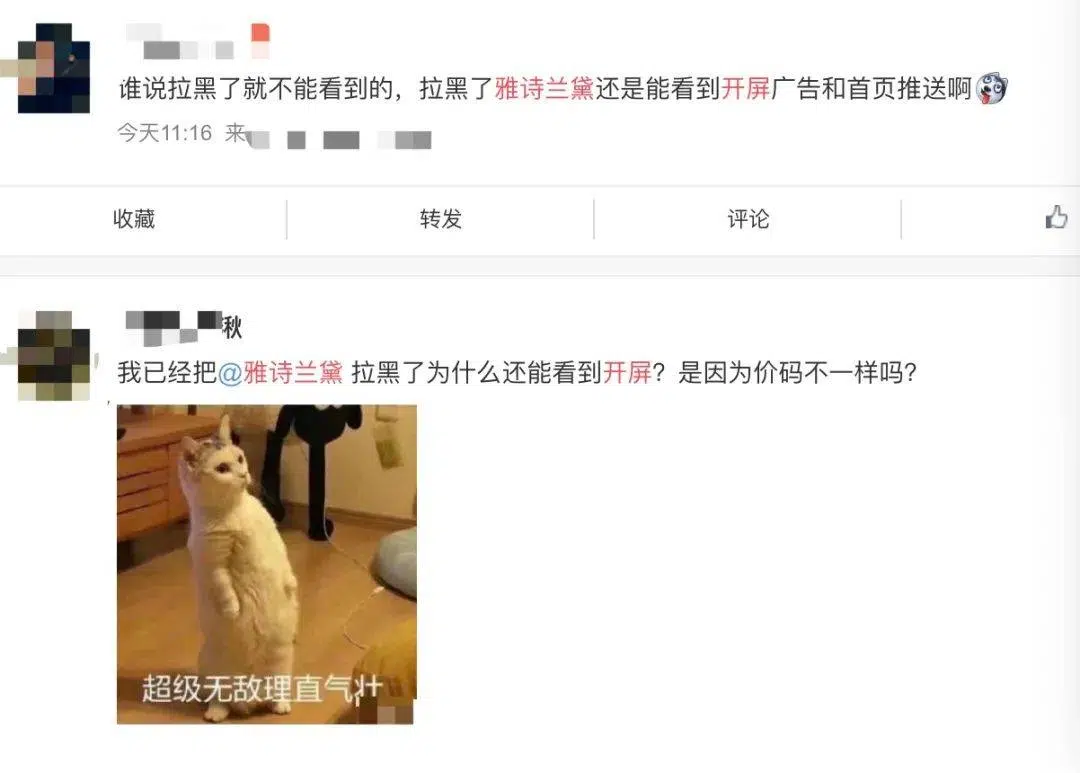 谁说拉黑了就不能看到的，拉黑了雅诗兰黛还是能看到开屏广告和首页推送啊
今天11:16 来
收藏 转发 评论
秋
我已经把@雅诗兰黛 拉黑了为什么还能看到开屏？是因为价码不一样吗？
超级无敌理直气壮